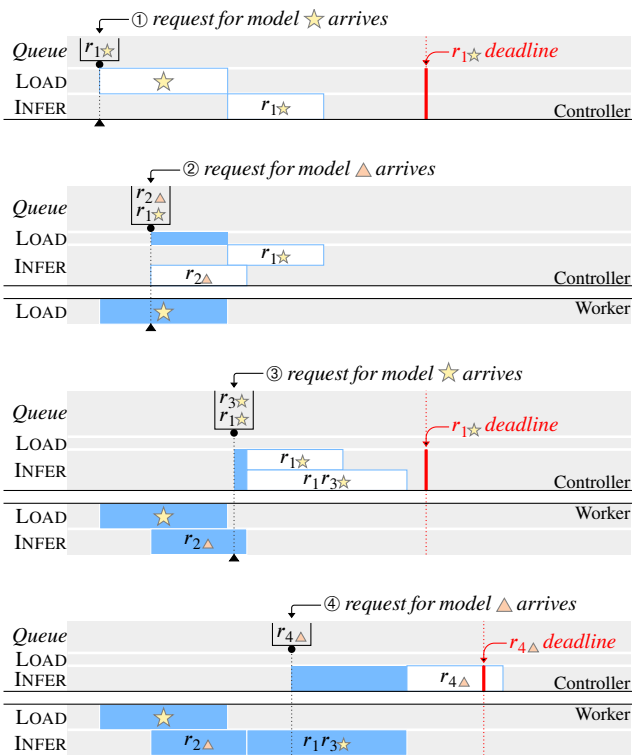 ① request for model ☆ arrives
Queue r1☆ r1☆ deadline
LOAD ☆
INFER r1☆ Controller
② request for model △ arrives
r2△
Queue r1☆
LOAD
INFER r1☆
r2△ Controller
Worker
LOAD ☆
③ request for model ☆ arrives
r3☆
Queue r1☆
r1☆ deadline
LOAD
INFER r1☆
r1r3☆ Controller
Worker
LOAD ☆
INFER r2△
④ request for model △ arrives
Queue r4△ r4△ deadline
LOAD
INFER r4△ Controller
Worker
LOAD ☆
INFER r2△ r1r3☆